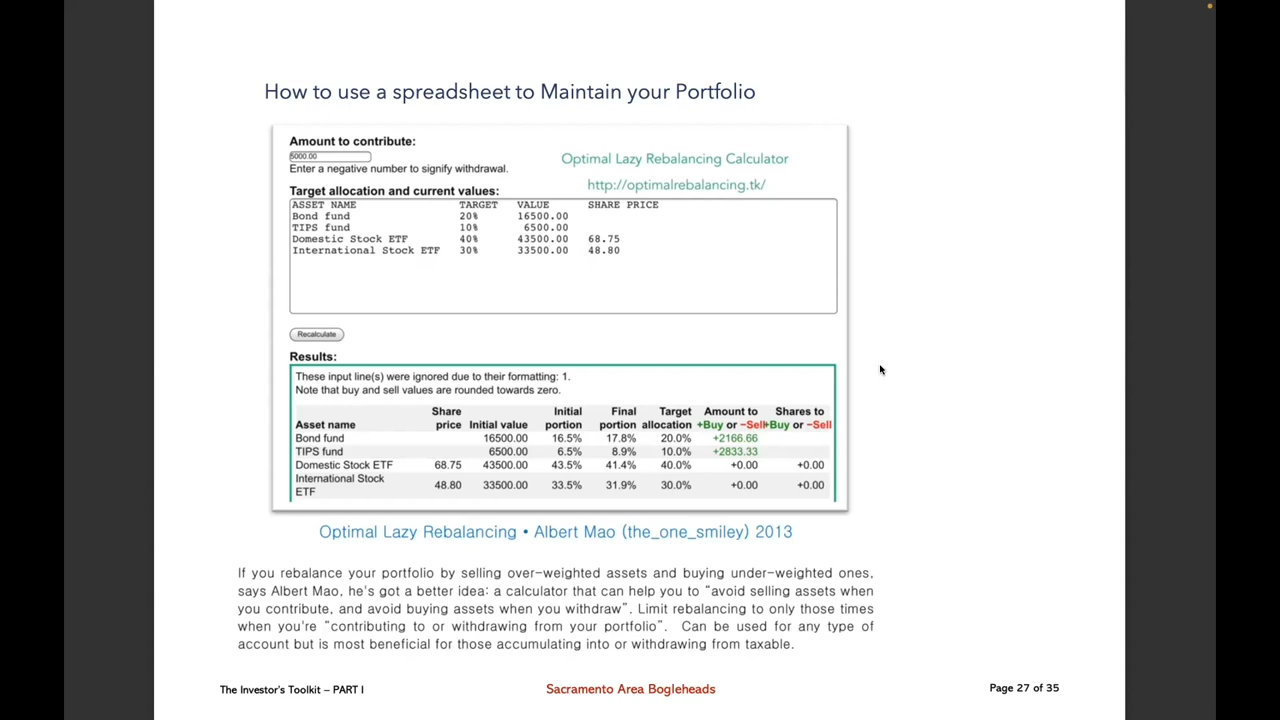 How to use a spreadsheet to Maintain your Portfolio
Amount to contribute:
5000.00
Enter a negative number to signify withdrawal.
Optimal Lazy Rebalancing Calculator
http://optimalrebalancing.tk/
Target allocation and current values:
ASSET NAME TARGET VALUE SHARE PRICE
Bond fund 20% 16500.00
TIPS fund 10% 6500.00
Domestic Stock ETF 40% 43500.00 68.75
International Stock ETF 30% 33500.00 48.80
Recalculate
Results:
These input line(s) were ignored due to their formatting: 1.
Note that buy and sell values are rounded towards zero.
Share Initial Final Target Amount to Shares to
Asset name price Initial value portion portion allocation +Buy or −Sell +Buy or −Sell
Bond fund 16500.00 16.5% 17.8% 20.0% +2166.66
TIPS fund 6500.00 6.5% 8.9% 10.0% +2833.33
Domestic Stock ETF 68.75 43500.00 43.5% 41.4% 40.0% +0.00 +0.00
International Stock
ETF 48.80 33500.00 33.5% 31.9% 30.0% +0.00 +0.00
Optimal Lazy Rebalancing • Albert Mao (the_one_smiley) 2013
If you rebalance your portfolio by selling over-weighted assets and buying under-weighted ones,
says Albert Mao, he's got a better idea: a calculator that can help you to "avoid selling assets when
you contribute, and avoid buying assets when you withdraw". Limit rebalancing to only those times
when you're "contributing to or withdrawing from your portfolio". Can be used for any type of
account but is most beneficial for those accumulating into or withdrawing from taxable.
The Investor's Toolkit – PART I
Sacramento Area Bogleheads
Page 27 of 35